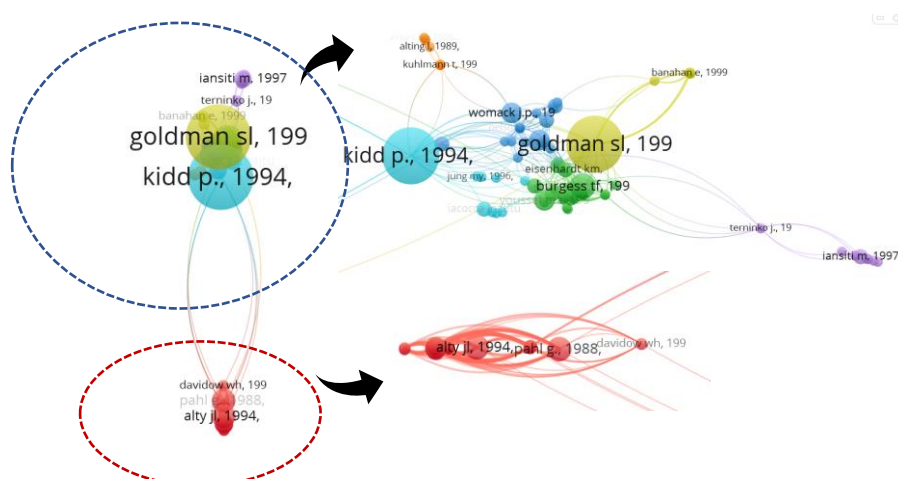 iansiti m. 1997
terninko j., 19
banahan e, 1999
goldman sl, 199
kidd p., 1994,
davidow wh, 199
pahl g., 1988,
alty jl, 1994,
alting l, 1989,
kuhlmann t, 199
banahan e, 1999
womack j.p., 19
goldman sl, 199
kidd p., 1994,
eisenhardt km.
jung my, 1996,
burgess tf, 199
terninko j., 19
iansiti m, 1997
alty jl, 1994,
pahl g., 1988,
davidow wh, 199